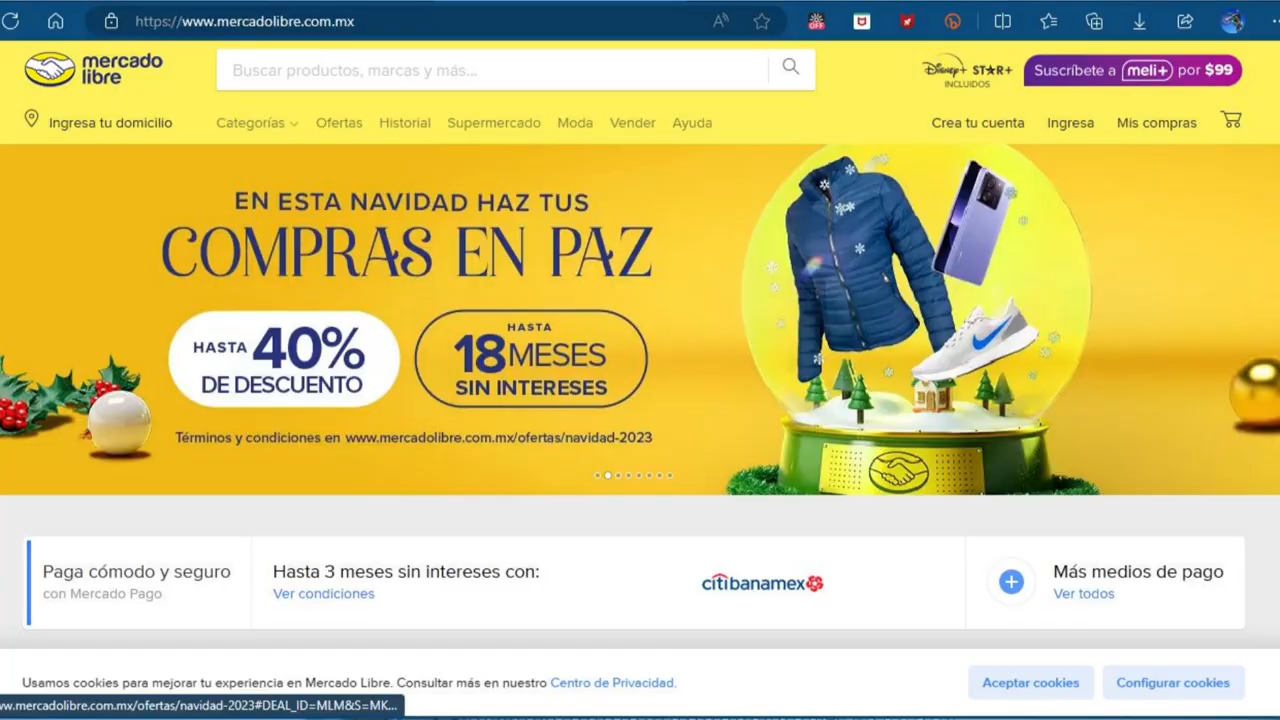 https://www.mercadolibre.com.mx
OFF
mercado
libre
Buscar productos, marcas y más...
Disney+ STAR+
INCLUIDOS
Suscríbete a meli+ por $99
Ingresa tu domicilio
Categorías
Ofertas
Historial
Supermercado
Moda
Vender
Ayuda
Crea tu cuenta
Ingresa
Mis compras
EN ESTA NAVIDAD HAZ TUS
COMPRAS EN PAZ
HASTA 40%
DE DESCUENTO
HASTA
18 MESES
SIN INTERESES
Términos y condiciones en www.mercadolibre.com.mx/ofertas/navidad-2023
Paga cómodo y seguro
con Mercado Pago
Hasta 3 meses sin intereses con:
Ver condiciones
citibanamex
Más medios de pago
Ver todos
Usamos cookies para mejorar tu experiencia en Mercado Libre. Consultar más en nuestro Centro de Privacidad.
Aceptar cookies
Configurar cookies
ww.mercadolibre.com.mx/ofertas/navidad-2023#DEAL_ID=MLM&S=MK...